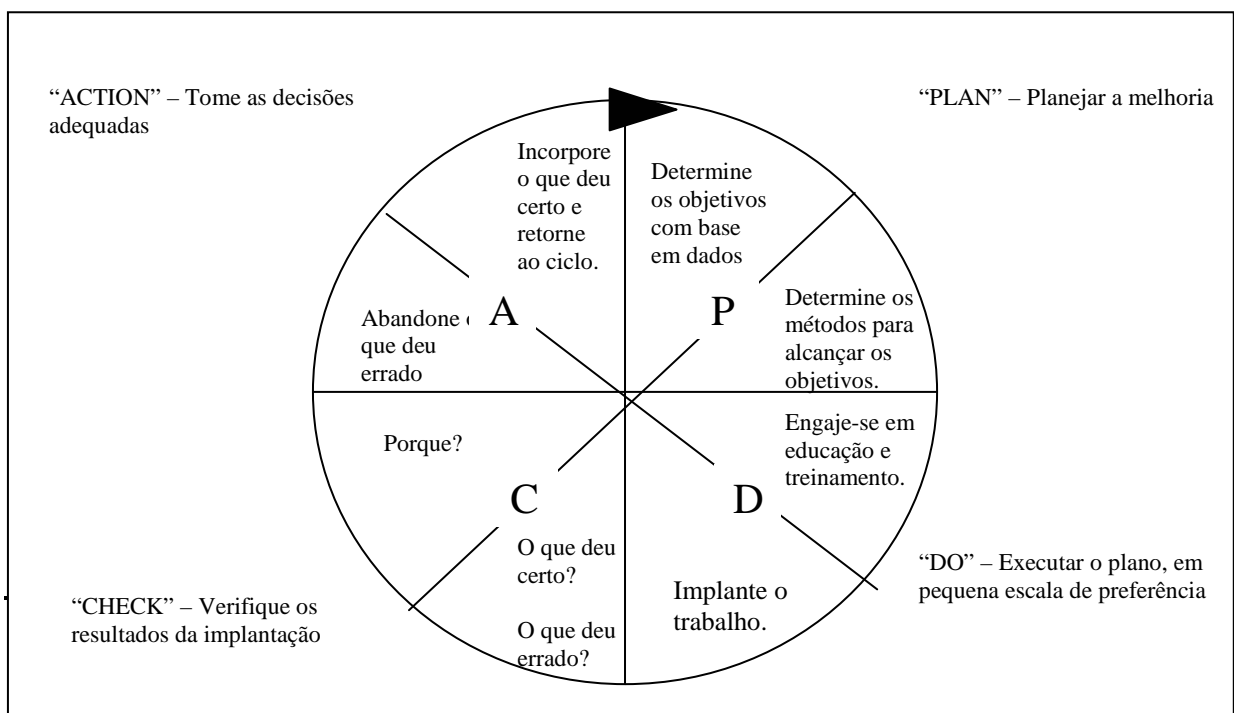 “ACTION” – Tome as decisões
adequadas
“PLAN” – Planejar a melhoria
Incorpore
o que deu
certo e
retorne
ao ciclo.
Determine
os objetivos
com base
em dados
A
P
Abandone
que deu
errado
Determine os
métodos para
alcançar os
objetivos.
Porque?
Engaje-se em
educação e
treinamento.
C
D
O que deu
certo?
O que deu
errado?
Implante o
trabalho.
“CHECK” – Verifique os
resultados da implantação
“DO” – Executar o plano, em
pequena escala de preferência